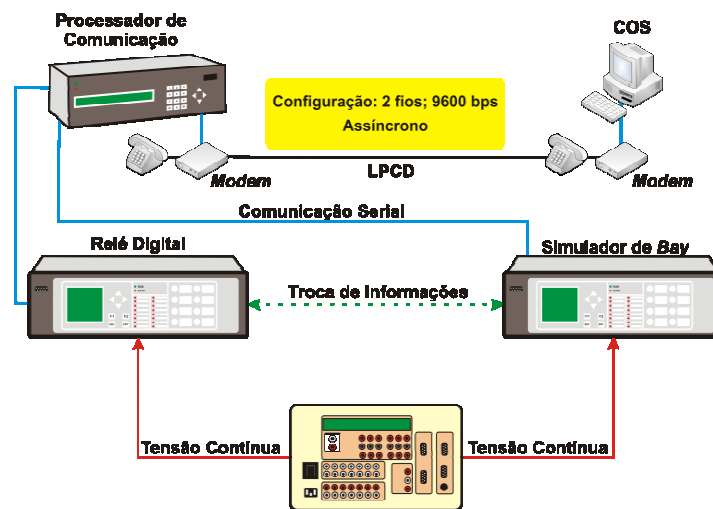 Processador de
Comunicação
COS
Configuração: 2 fios; 9600 bps
Assíncrono
Modem
LPCD
Modem
Comunicação Serial
Relé Digital
Simulador de Bay
Troca de Informações
Tensão Contínua
Tensão Contínua